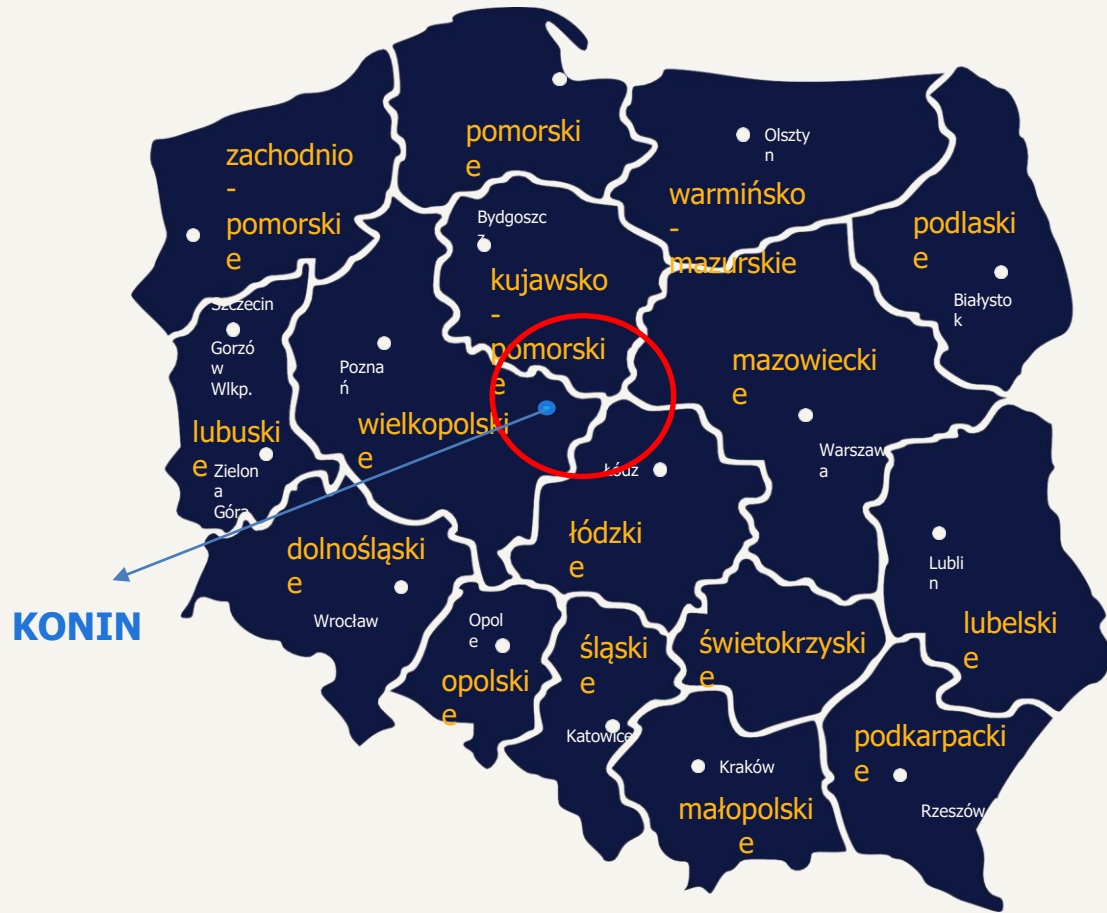 pomorski
e
Olszty
n
zachodnio
-
pomorski
e
warmińsko
-
mazurskie
podlask
e
Bydgoszc
z
kujawsko
-
pomorski
e
Białysto
k
Szczecin
Gorzó
w
Wlkp.
Pozna
ń
mazowiecki
e
lubuski
e
wielkopolski
e
Zielon
a
Góra
Warszaw
a
Łódź
dolnośląski
e
łódzki
e
Lubli
n
KONIN
Wrocław
Opol
e
śląski
e
świetokrzyski
e
lubelski
e
opolski
e
Katowice
podkarpacki
e
Kraków
małopolski
e
Rzeszów